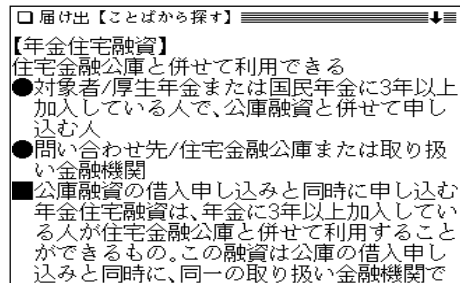 □ 届け出【ことばから探す】
【年金住宅融資】
住宅金融公庫と併せて利用できる
●対象者/厚生年金または国民年金に3年以上
加入している人で、公庫融資と併せて申し
込む人
●問い合わせ先/住宅金融公庫または取り扱
い金融機関
■公庫融資の借入申し込みと同時に申し込む
年金住宅融資は、年金に3年以上加入してい
る人が住宅金融公庫と併せて利用すること
ができるもの。この融資は公庫の借入申し
込みと同時に、同一の取り扱い金融機関で